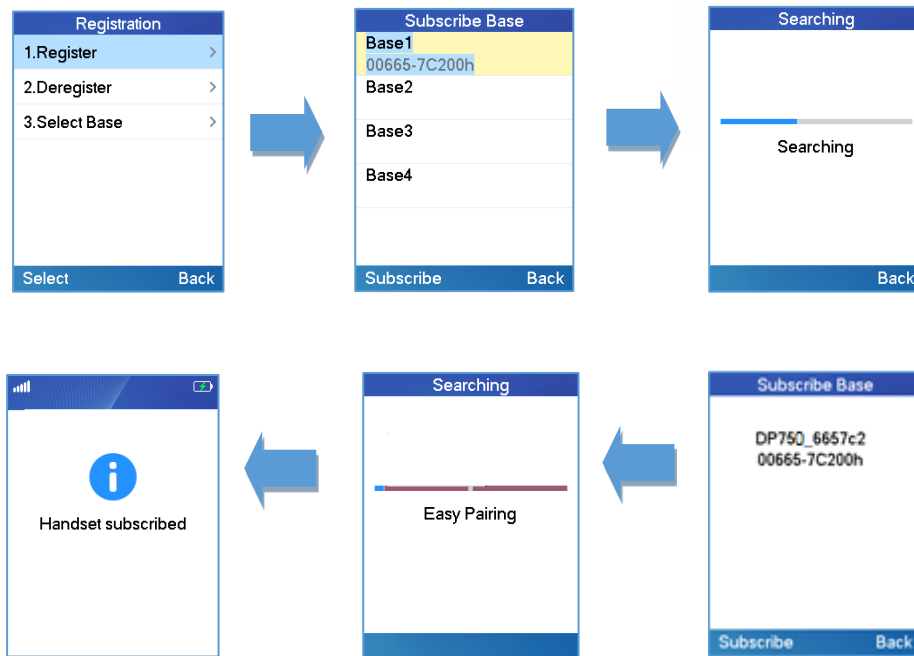 Registration
1.Register
2.Deregister
3.Select Base
Select Back
Subscribe Base
Base1
00665-7C200h
Base2
Base3
Base4
Subscribe Back
Searching
Searching
Back
Subscribe Base
DP750_6657c2
00665-7C200h
Subscribe Back
Searching
Easy Pairing
Handset subscribed